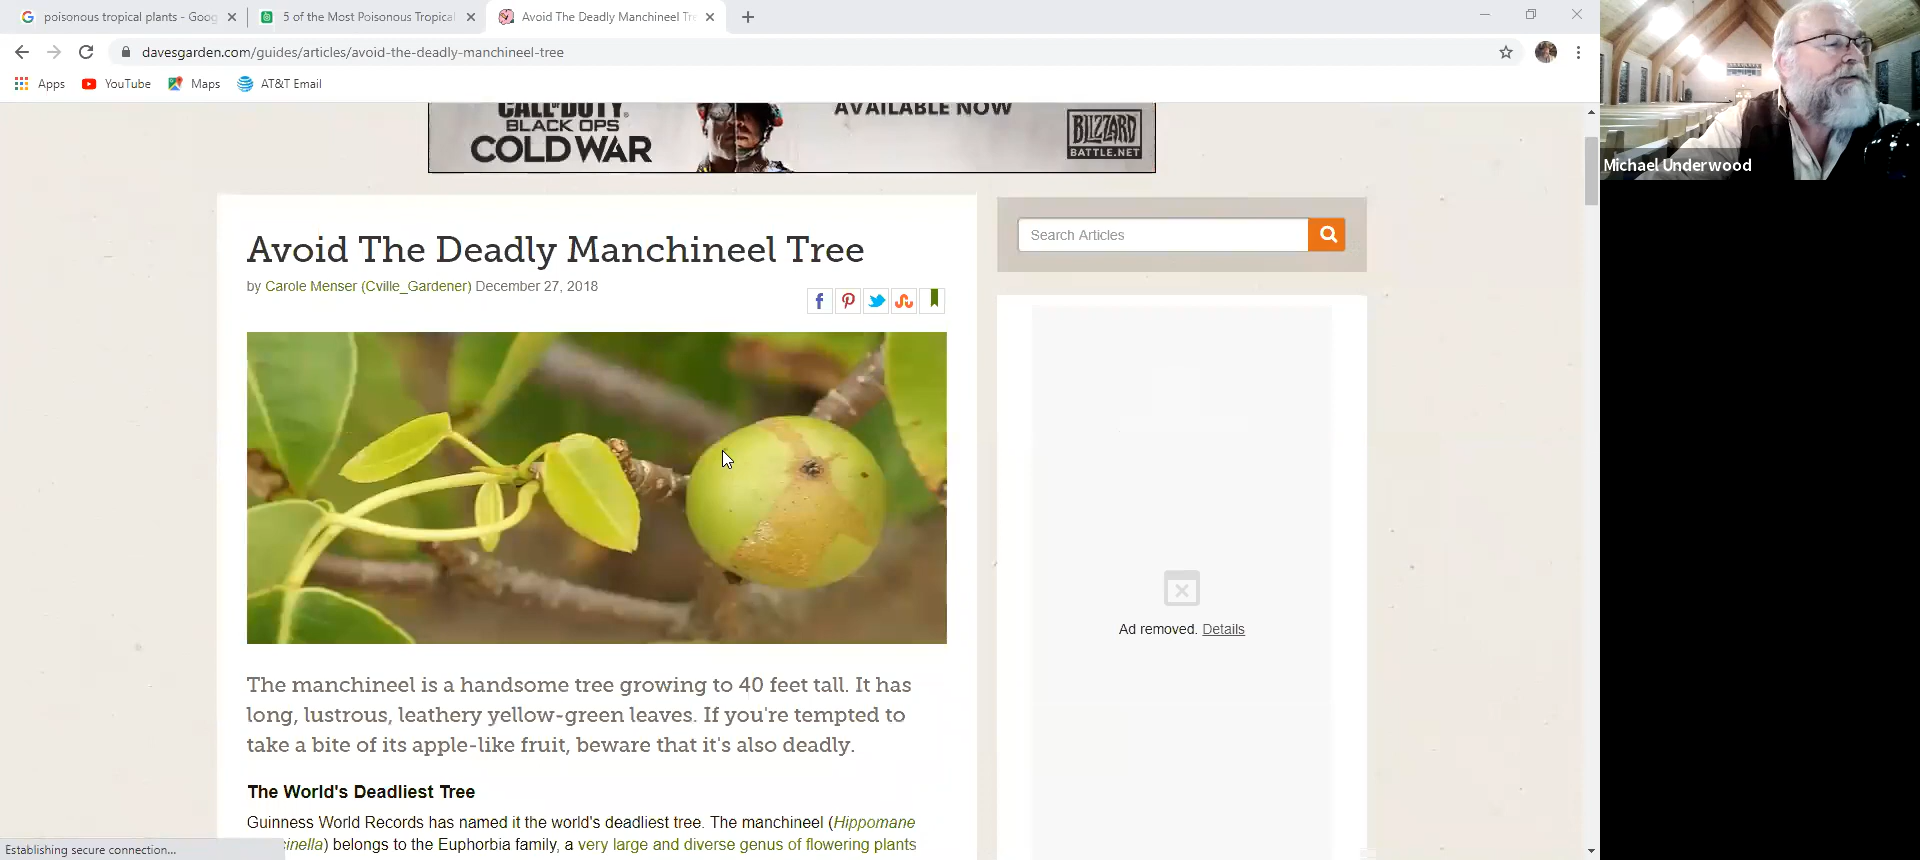 poisonous tropical plants - Goog
5 of the Most Poisonous Tropical
Avoid The Deadly Manchineel Tre
davesgarden.com/guides/articles/avoid-the-deadly-manchineel-tree
Apps
YouTube
Maps
AT&T Email
CALL OF DUTY
BLACK OPS
COLD WAR
AVAILABLE NOW
BLIZZARD
BATTLE.NET
Michael Underwood
Avoid The Deadly Manchineel Tree
by Carole Menser (Cville_Gardener) December 27, 2018
Search Articles
Ad removed. Details
The manchineel is a handsome tree growing to 40 feet tall. It has
long, lustrous, leathery yellow-green leaves. If you're tempted to
take a bite of its apple-like fruit, beware that it's also deadly.
The World's Deadliest Tree
Guinness World Records has named it the world's deadliest tree. The manchineel (Hippomane
cinella) belongs to the Euphorbia family, a very large and diverse genus of flowering plants
Establishing secure connection...